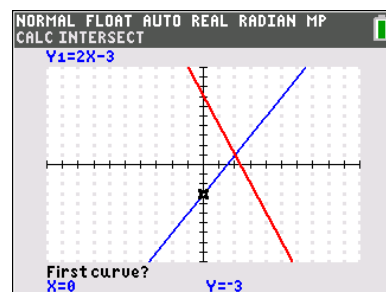 NORMAL FLOAT AUTO REAL RADIAN MP
CALC INTERSECT
Y1=2X-3
First curve?
X=0 Y=-3